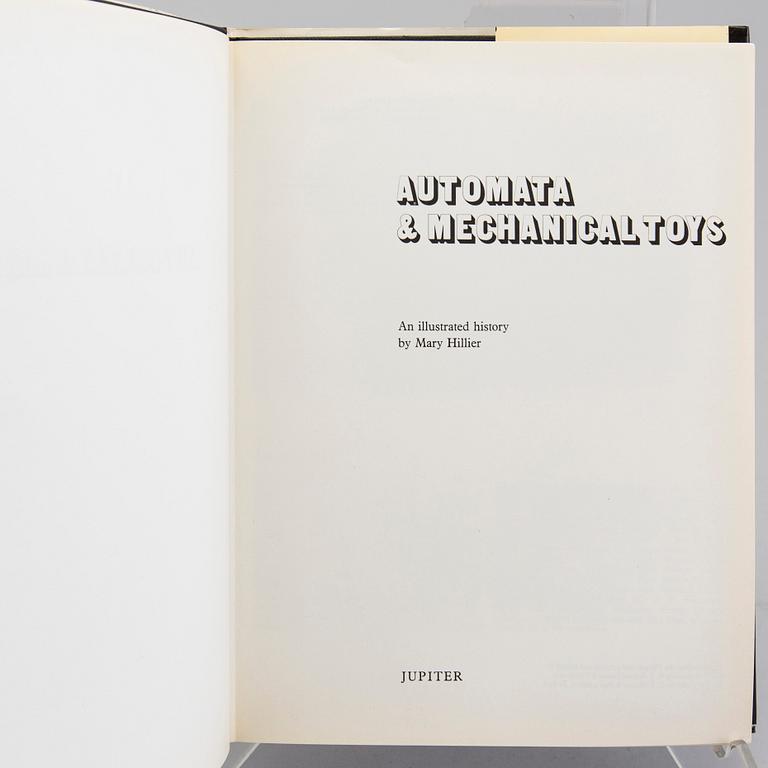 AUTOMATA
& MECHANICAL TOYS
An illustrated history
by Mary Hillier
JUPITER